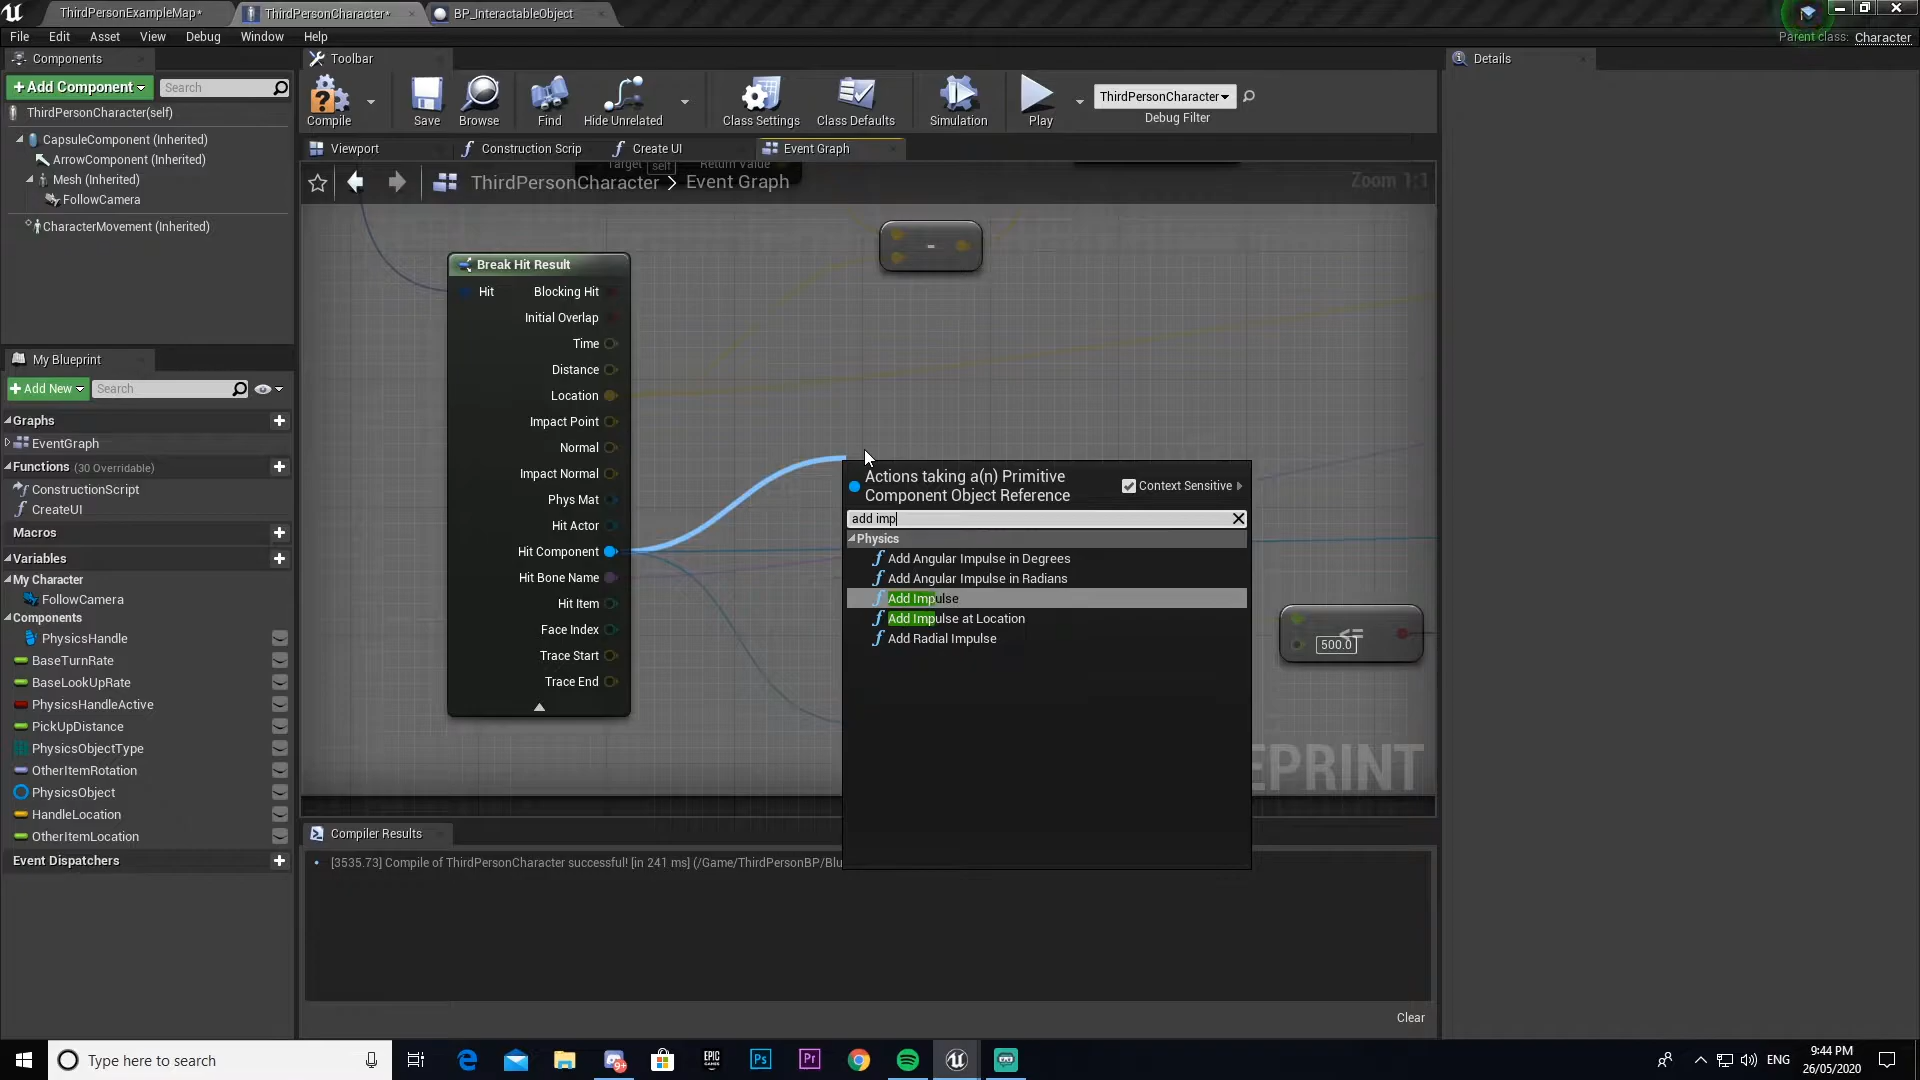 ThirdPersonExampleMap*
ThirdPersonCharacter*
BP_InteractableObject
File Edit Asset View Debug Window Help
Parent class: Character
Components
Toolbar
Details
+ Add Component
Search
ThirdPersonCharacter(self)
CapsuleComponent (Inherited)
ArrowComponent (Inherited)
Mesh (Inherited)
FollowCamera
CharacterMovement (Inherited)
Compile
Save
Browse
Find
Hide Unrelated
Class Settings
Class Defaults
Simulation
Play
ThirdPersonCharacter
Debug Filter
Viewport
Construction Scrip
Create UI
Event Graph
Target self Return Value
ThirdPersonCharacter > Event Graph
Zoom 1:1
My Blueprint
+ Add New
Search
Graphs
EventGraph
Functions (30 Overridable)
ConstructionScript
CreateUI
Macros
Variables
My Character
FollowCamera
Components
PhysicsHandle
BaseTurnRate
BaseLookUpRate
PhysicsHandleActive
PickUpDistance
PhysicsObjectType
OtherItemRotation
PhysicsObject
HandleLocation
OtherItemLocation
Event Dispatchers
Break Hit Result
Hit
Blocking Hit
Initial Overlap
Time
Distance
Location
Impact Point
Normal
Impact Normal
Phys Mat
Hit Actor
Hit Component
Hit Bone Name
Hit Item
Face Index
Trace Start
Trace End
-
Actions taking a(n) Primitive
Component Object Reference
Context Sensitive
add imp
Physics
Add Angular Impulse in Degrees
Add Angular Impulse in Radians
Add Impulse
Add Impulse at Location
Add Radial Impulse
<=
500.0
EPRINT
Compiler Results
[3535.73] Compile of ThirdPersonCharacter successful! [in 241 ms] (/Game/ThirdPersonBP/Blu
Clear
Type here to search
EPIC
GAMES
Ps
Pr
9+
ENG
9:44 PM
26/05/2020